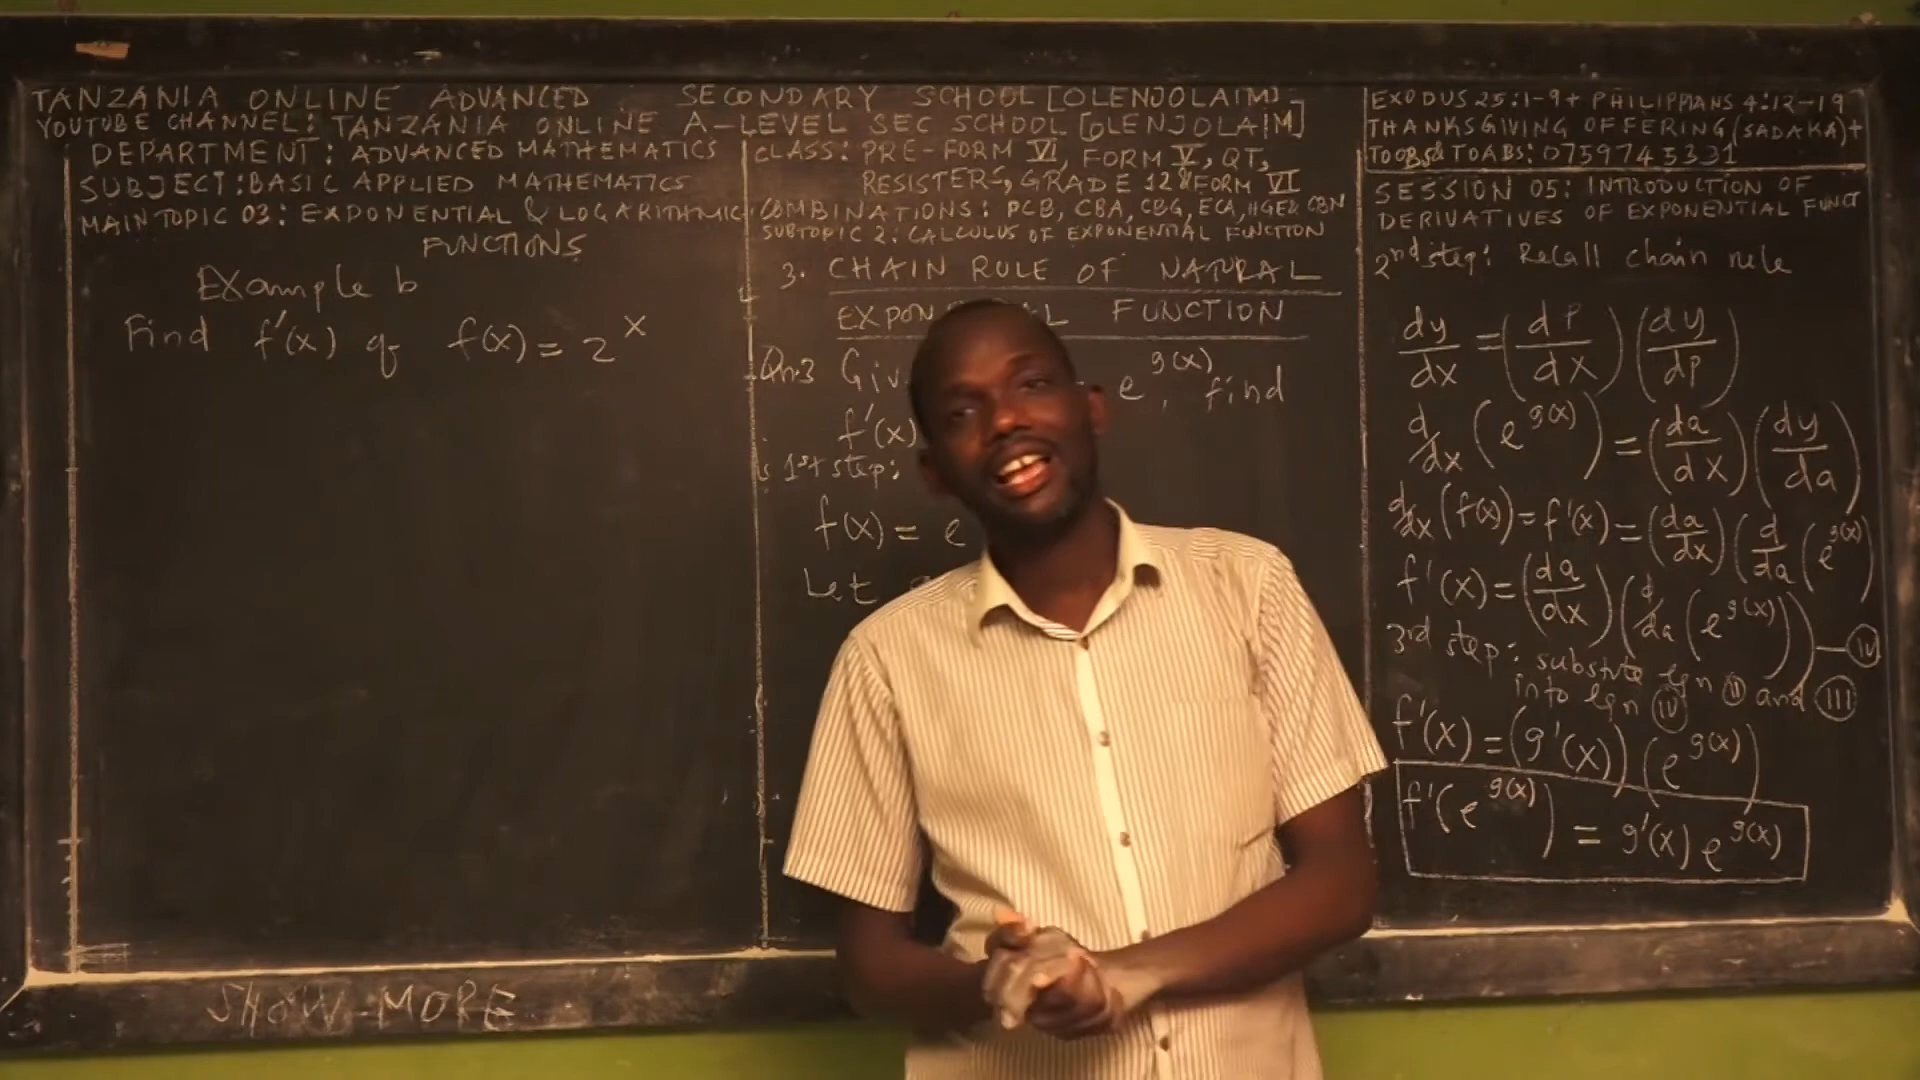 TANZANIA ONLINE ADVANCED SECONDARY SCHOOL [OLENJOLAIM]
YOUTUBE CHANNEL: TANZANIA ONLINE A-LEVEL SEC SCHOOL [OLENJOLAIM]
DEPARTMENT: ADVANCED MATHEMATICS
SUBJECT: BASIC APPLIED MATHEMATICS
MAIN TOPIC 03: EXPONENTIAL & LOGARITHMIC
FUNCTIONS
Example b
Find f'(x) of f(x) = 2^x
CLASS: PRE-FORM VI, FORM V, QT,
RESISTERS, GRADE 12 & FORM VI
COMBINATIONS: PCB, CBA, CBG, ECA, HGE & CBN
SUBTOPIC 2: CALCULUS OF EXPONENTIAL FUNCTION
3. CHAIN RULE OF NATURAL
FUNCTION
Qn.3 e^g(x), find
f'(x)
1st step:
f(x) = e
Let
EXODUS 25:1-9 + PHILIPPIANS 4:12-19
THANKSGIVING OFFERING (SADAKA) +
TOOBS & TOABS: 0759745331
SESSION 05: INTRODUCTION OF
DERIVATIVES OF EXPONENTIAL FUNCT
2nd step: Recall chain rule
dy/dx = (dP/dx)(dy/dP)
d/dx (e^g(x)) = (da/dx)(dy/da)
d/dx (f(x)) = f'(x) = (da/dx)(d/da (e^g(x))
f'(x) = (da/dx)(d/da (e^g(x))) — iv
3rd step: substite eqn ii and iii
into eqn iv
f'(x) = (g'(x))(e^g(x))
f'(e^g(x)) = g'(x) e^g(x)
SHOW MORE